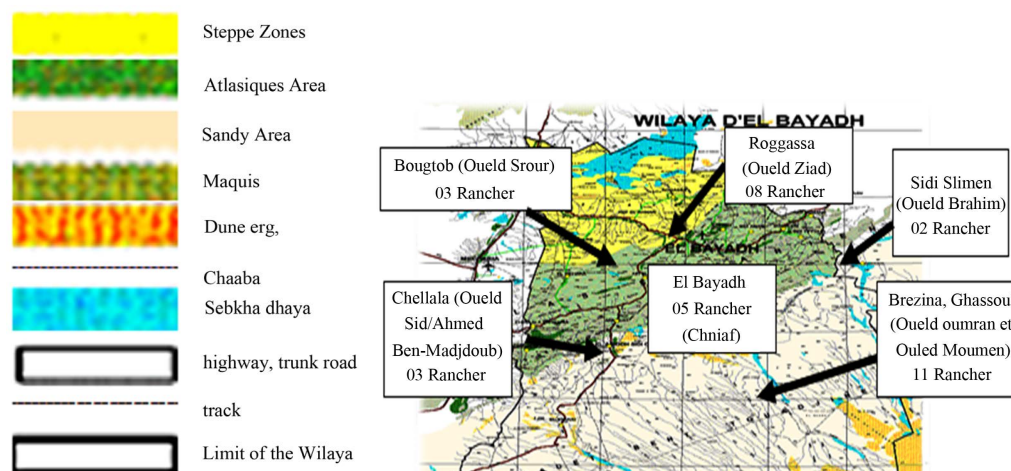 Steppe Zones
Atlasiques Area
Sandy Area
Maquis
Dune erg,
Chaaba
Sebkha dhaya
highway, trunk road
track
Limit of the Wilaya
WILAYA D'EL BAYADH
Bougtob (Oueld Srour)
03 Rancher
Roggassa
(Oueld Ziad)
08 Rancher
Sidi Slimen
(Oueld Brahim)
02 Rancher
EL BAYADH
Chellala (Oueld
Sid/Ahmed
Ben-Madjdoub)
03 Rancher
El Bayadh
05 Rancher
(Chniaf)
Brezina, Ghassou
(Oueld oumran et
Ouled Moumen)
11 Rancher